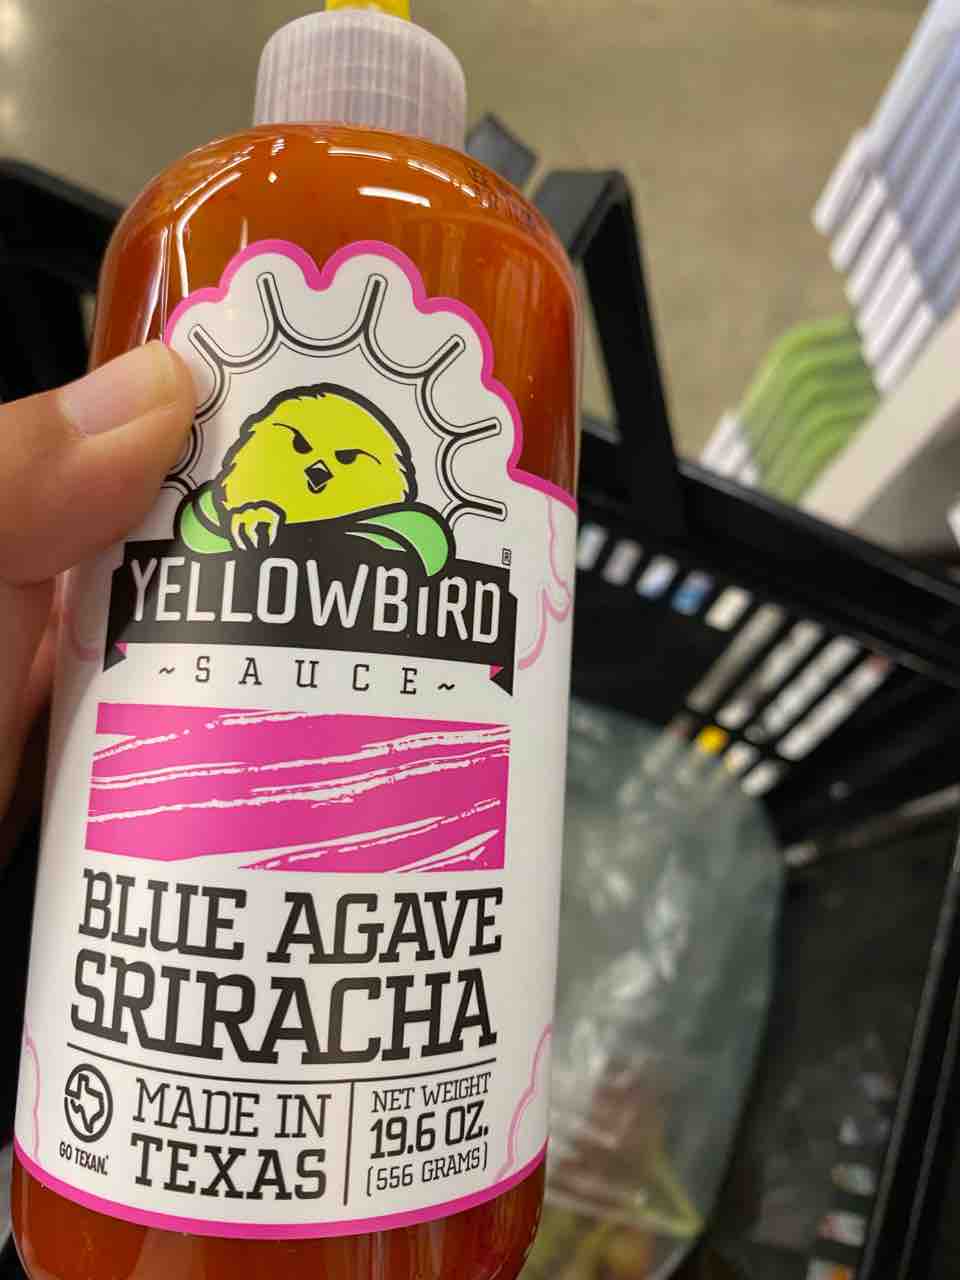 YELLOWBIRD®
~SAUCE~
BLUE AGAVE
SRIRACHA
GO TEXAN.
MADE IN
TEXAS
NET WEIGHT
19.6 OZ.
(556 GRAMS)